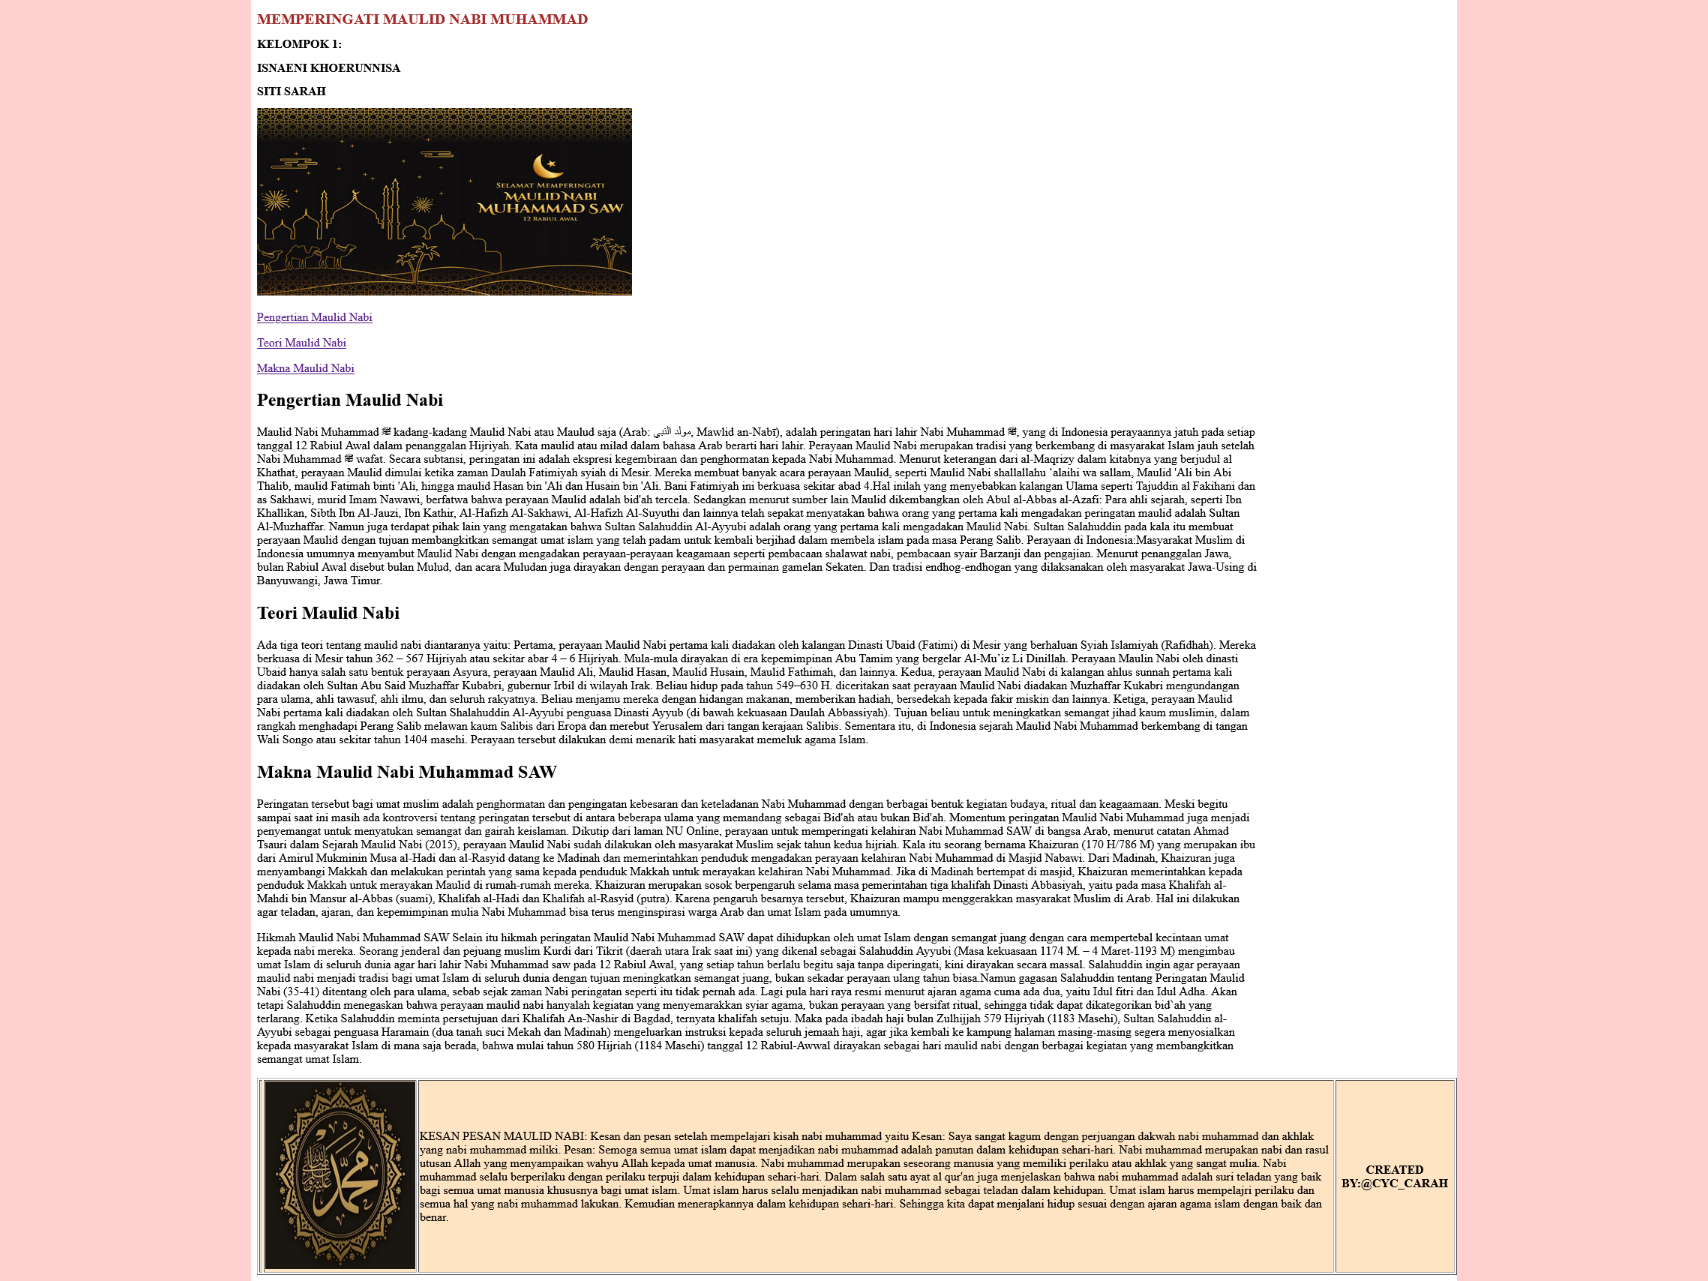 MEMPERINGATI MAULID NABI MUHAMMAD
KELOMPOK 1:
ISNAENI KHOERUNNISA
SITI SARAH
SELAMAT MEMPERINGATI
MAULID NABI
MUHAMMAD SAW
12 RABIUL AWAL
Pengertian Maulid Nabi
Teori Maulid Nabi
Makna Maulid Nabi
Pengertian Maulid Nabi
Maulid Nabi Muhammad ﷺ kadang-kadang Maulid Nabi atau Maulud saja (Arab: مولد النبي, Mawlid an-Nabī), adalah peringatan hari lahir Nabi Muhammad ﷺ, yang di Indonesia perayaannya jatuh pada setiap
tanggal 12 Rabiul Awal dalam penanggalan Hijriyah. Kata maulid atau milad dalam bahasa Arab berarti hari lahir. Perayaan Maulid Nabi merupakan tradisi yang berkembang di masyarakat Islam jauh setelah
Nabi Muhammad ﷺ wafat. Secara subtansi, peringatan ini adalah ekspresi kegembiraan dan penghormatan kepada Nabi Muhammad. Menurut keterangan dari al-Maqrizy dalam kitabnya yang berjudul al
Khathat, perayaan Maulid dimulai ketika zaman Daulah Fatimiyah syiah di Mesir. Mereka membuat banyak acara perayaan Maulid, seperti Maulid Nabi shallallahu `alaihi wa sallam, Maulid 'Ali bin Abi
Thalib, maulid Fatimah binti 'Ali, hingga maulid Hasan bin 'Ali dan Husain bin 'Ali. Bani Fatimiyah ini berkuasa sekitar abad 4.Hal inilah yang menyebabkan kalangan Ulama seperti Tajuddin al Fakihani dan
as Sakhawi, murid Imam Nawawi, berfatwa bahwa perayaan Maulid adalah bid'ah tercela. Sedangkan menurut sumber lain Maulid dikembangkan oleh Abul al-Abbas al-Azafi: Para ahli sejarah, seperti Ibn
Khallikan, Sibth Ibn Al-Jauzi, Ibn Kathir, Al-Hafizh Al-Sakhawi, Al-Hafizh Al-Suyuthi dan lainnya telah sepakat menyatakan bahwa orang yang pertama kali mengadakan peringatan maulid adalah Sultan
Al-Muzhaffar. Namun juga terdapat pihak lain yang mengatakan bahwa Sultan Salahuddin Al-Ayyubi adalah orang yang pertama kali mengadakan Maulid Nabi. Sultan Salahuddin pada kala itu membuat
perayaan Maulid dengan tujuan membangkitkan semangat umat islam yang telah padam untuk kembali berjihad dalam membela islam pada masa Perang Salib. Perayaan di Indonesia:Masyarakat Muslim di
Indonesia umumnya menyambut Maulid Nabi dengan mengadakan perayaan-perayaan keagamaan seperti pembacaan shalawat nabi, pembacaan syair Barzanji dan pengajian. Menurut penanggalan Jawa,
bulan Rabiul Awal disebut bulan Mulud, dan acara Muludan juga dirayakan dengan perayaan dan permainan gamelan Sekaten. Dan tradisi endhog-endhogan yang dilaksanakan oleh masyarakat Jawa-Using di
Banyuwangi, Jawa Timur.
Teori Maulid Nabi
Ada tiga teori tentang maulid nabi diantaranya yaitu: Pertama, perayaan Maulid Nabi pertama kali diadakan oleh kalangan Dinasti Ubaid (Fatimi) di Mesir yang berhaluan Syiah Islamiyah (Rafidhah). Mereka
berkuasa di Mesir tahun 362 – 567 Hijriyah atau sekitar abar 4 – 6 Hijriyah. Mula-mula dirayakan di era kepemimpinan Abu Tamim yang bergelar Al-Mu’iz Li Dinillah. Perayaan Maulin Nabi oleh dinasti
Ubaid hanya salah satu bentuk perayaan Asyura, perayaan Maulid Ali, Maulid Hasan, Maulid Husain, Maulid Fathimah, dan lainnya. Kedua, perayaan Maulid Nabi di kalangan ahlus sunnah pertama kali
diadakan oleh Sultan Abu Said Muzhaffar Kubabri, gubernur Irbil di wilayah Irak. Beliau hidup pada tahun 549–630 H. diceritakan saat perayaan Maulid Nabi diadakan Muzhaffar Kukabri mengundangan
para ulama, ahli tawasuf, ahli ilmu, dan seluruh rakyatnya. Beliau menjamu mereka dengan hidangan makanan, memberikan hadiah, bersedekah kepada fakir miskin dan lainnya. Ketiga, perayaan Maulid
Nabi pertama kali diadakan oleh Sultan Shalahuddin Al-Ayyubi penguasa Dinasti Ayyub (di bawah kekuasaan Daulah Abbassiyah). Tujuan beliau untuk meningkatkan semangat jihad kaum muslimin, dalam
rangkah menghadapi Perang Salib melawan kaum Salibis dari Eropa dan merebut Yerusalem dari tangan kerajaan Salibis. Sementara itu, di Indonesia sejarah Maulid Nabi Muhammad berkembang di tangan
Wali Songo atau sekitar tahun 1404 masehi. Perayaan tersebut dilakukan demi menarik hati masyarakat memeluk agama Islam.
Makna Maulid Nabi Muhammad SAW
Peringatan tersebut bagi umat muslim adalah penghormatan dan pengingatan kebesaran dan keteladanan Nabi Muhammad dengan berbagai bentuk kegiatan budaya, ritual dan keagaamaan. Meski begitu
sampai saat ini masih ada kontroversi tentang peringatan tersebut di antara beberapa ulama yang memandang sebagai Bid'ah atau bukan Bid'ah. Momentum peringatan Maulid Nabi Muhammad juga menjadi
penyemangat untuk menyatukan semangat dan gairah keislaman. Dikutip dari laman NU Online, perayaan untuk memperingati kelahiran Nabi Muhammad SAW di bangsa Arab, menurut catatan Ahmad
Tsauri dalam Sejarah Maulid Nabi (2015), perayaan Maulid Nabi sudah dilakukan oleh masyarakat Muslim sejak tahun kedua hijriah. Kala itu seorang bernama Khaizuran (170 H/786 M) yang merupakan ibu
dari Amirul Mukminin Musa al-Hadi dan al-Rasyid datang ke Madinah dan memerintahkan penduduk mengadakan perayaan kelahiran Nabi Muhammad di Masjid Nabawi. Dari Madinah, Khaizuran juga
menyambangi Makkah dan melakukan perintah yang sama kepada penduduk Makkah untuk merayakan kelahiran Nabi Muhammad. Jika di Madinah bertempat di masjid, Khaizuran memerintahkan kepada
penduduk Makkah untuk merayakan Maulid di rumah-rumah mereka. Khaizuran merupakan sosok berpengaruh selama masa pemerintahan tiga khalifah Dinasti Abbasiyah, yaitu pada masa Khalifah al-
Mahdi bin Mansur al-Abbas (suami), Khalifah al-Hadi dan Khalifah al-Rasyid (putra). Karena pengaruh besarnya tersebut, Khaizuran mampu menggerakkan masyarakat Muslim di Arab. Hal ini dilakukan
agar teladan, ajaran, dan kepemimpinan mulia Nabi Muhammad bisa terus menginspirasi warga Arab dan umat Islam pada umumnya.
Hikmah Maulid Nabi Muhammad SAW Selain itu hikmah peringatan Maulid Nabi Muhammad SAW dapat dihidupkan oleh umat Islam dengan semangat juang dengan cara mempertebal kecintaan umat
kepada nabi mereka. Seorang jenderal dan pejuang muslim Kurdi dari Tikrit (daerah utara Irak saat ini) yang dikenal sebagai Salahuddin Ayyubi (Masa kekuasaan 1174 M. – 4 Maret-1193 M) mengimbau
umat Islam di seluruh dunia agar hari lahir Nabi Muhammad saw pada 12 Rabiul Awal, yang setiap tahun berlalu begitu saja tanpa diperingati, kini dirayakan secara massal. Salahuddin ingin agar perayaan
maulid nabi menjadi tradisi bagi umat Islam di seluruh dunia dengan tujuan meningkatkan semangat juang, bukan sekadar perayaan ulang tahun biasa.Namun gagasan Salahuddin tentang Peringatan Maulid
Nabi (35-41) ditentang oleh para ulama, sebab sejak zaman Nabi peringatan seperti itu tidak pernah ada. Lagi pula hari raya resmi menurut ajaran agama cuma ada dua, yaitu Idul fitri dan Idul Adha. Akan
tetapi Salahuddin menegaskan bahwa perayaan maulid nabi hanyalah kegiatan yang menyemarakkan syiar agama, bukan perayaan yang bersifat ritual, sehingga tidak dapat dikategorikan bid`ah yang
terlarang. Ketika Salahuddin meminta persetujuan dari Khalifah An-Nashir di Bagdad, ternyata khalifah setuju. Maka pada ibadah haji bulan Zulhijjah 579 Hijriyah (1183 Masehi), Sultan Salahuddin al-
Ayyubi sebagai penguasa Haramain (dua tanah suci Mekah dan Madinah) mengeluarkan instruksi kepada seluruh jemaah haji, agar jika kembali ke kampung halaman masing-masing segera menyosialkan
kepada masyarakat Islam di mana saja berada, bahwa mulai tahun 580 Hijriah (1184 Masehi) tanggal 12 Rabiul-Awwal dirayakan sebagai hari maulid nabi dengan berbagai kegiatan yang membangkitkan
semangat umat Islam.
محمد
KESAN PESAN MAULID NABI: Kesan dan pesan setelah mempelajari kisah nabi muhammad yaitu Kesan: Saya sangat kagum dengan perjuangan dakwah nabi muhammad dan akhlak
yang nabi muhammad miliki. Pesan: Semoga semua umat islam dapat menjadikan nabi muhammad adalah panutan dalam kehidupan sehari-hari. Nabi muhammad merupakan nabi dan rasul
utusan Allah yang menyampaikan wahyu Allah kepada umat manusia. Nabi muhammad merupakan seseorang manusia yang memiliki perilaku atau akhlak yang sangat mulia. Nabi
muhammad selalu berperilaku dengan perilaku terpuji dalam kehidupan sehari-hari. Dalam salah satu ayat al qur'an juga menjelaskan bahwa nabi muhammad adalah suri teladan yang baik
bagi semua umat manusia khususnya bagi umat islam. Umat islam harus selalu menjadikan nabi muhammad sebagai teladan dalam kehidupan. Umat islam harus mempelajri perilaku dan
semua hal yang nabi muhammad lakukan. Kemudian menerapkannya dalam kehidupan sehari-hari. Sehingga kita dapat menjalani hidup sesuai dengan ajaran agama islam dengan baik dan
benar.
CREATED
BY:@CYC_CARAH